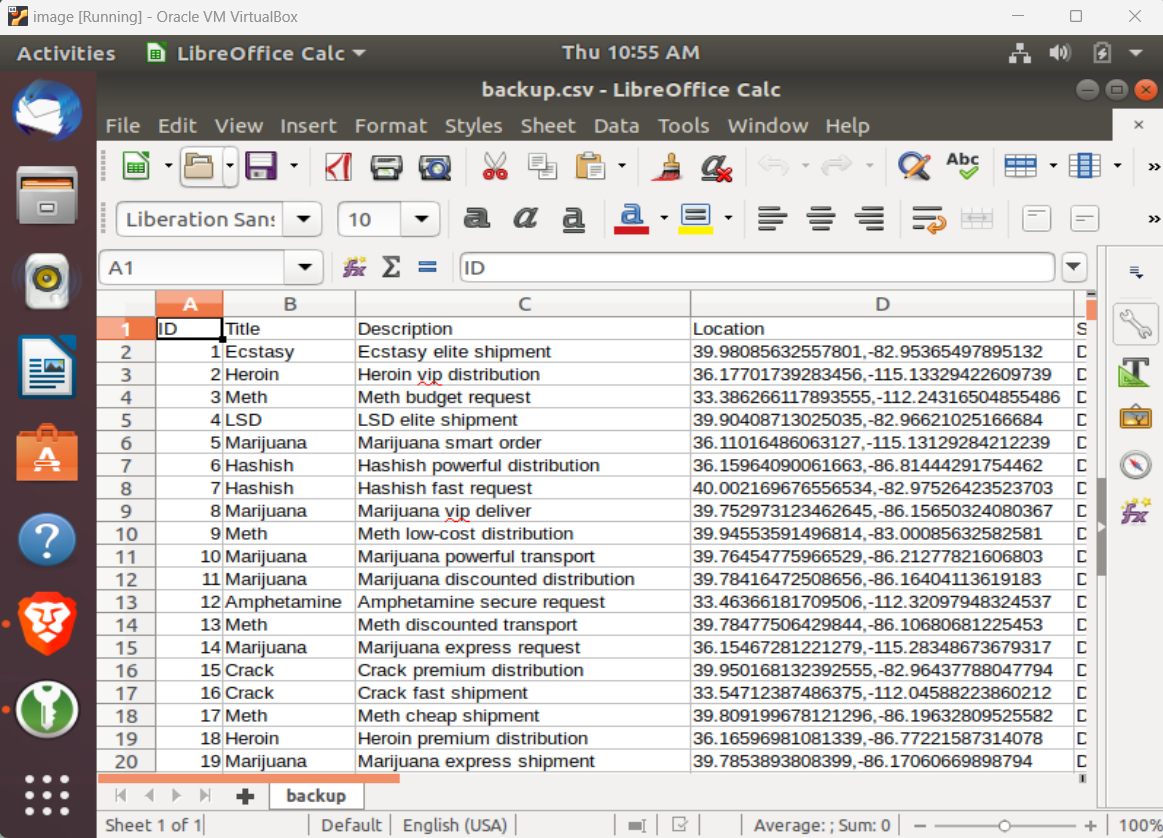 image [Running] - Oracle VM VirtualBox
Activities LibreOffice Calc Thu 10:55 AM
backup.csv - LibreOffice Calc
File Edit View Insert Format Styles Sheet Data Tools Window Help
Abc
Liberation Sans 10 a a a a
A1 fx Σ = ID
A B C D
1 ID Title Description Location S
2 1 Ecstasy Ecstasy elite shipment 39.98085632557801,-82.95365497895132 D
3 2 Heroin Heroin vip distribution 36.17701739283456,-115.13329422609739 D
4 3 Meth Meth budget request 33.386266117893555,-112.24316504855486 D
5 4 LSD LSD elite shipment 39.90408713025035,-82.96621025166684 D
6 5 Marijuana Marijuana smart order 36.11016486063127,-115.13129284212239 D
7 6 Hashish Hashish powerful distribution 36.15964090061663,-86.81444291754462 D
8 7 Hashish Hashish fast request 40.002169676556534,-82.97526423523703 D
9 8 Marijuana Marijuana vip deliver 39.752973123462645,-86.15650324080367 D
10 9 Meth Meth low-cost distribution 39.94553591496814,-83.00085632582581 D
11 10 Marijuana Marijuana powerful transport 39.76454775966529,-86.21277821606803 D
12 11 Marijuana Marijuana discounted distribution 39.78416472508656,-86.16404113619183 D
13 12 Amphetamine Amphetamine secure request 33.46366181709506,-112.32097948324537 D
14 13 Meth Meth discounted transport 39.78477506429844,-86.10680681225453 D
15 14 Marijuana Marijuana express request 36.15467281221279,-115.28348673679317 D
16 15 Crack Crack premium distribution 39.950168132392555,-82.96437788047794 D
17 16 Crack Crack fast shipment 33.54712387486375,-112.04588223860212 D
18 17 Meth Meth cheap shipment 39.809199678121296,-86.19632809525582 D
19 18 Heroin Heroin premium distribution 36.16596981081339,-86.77221587314078 D
20 19 Marijuana Marijuana express shipment 39.7853893808399,-86.17060669898794 D
backup
Sheet 1 of 1 Default English (USA) Average: ; Sum: 0 100%